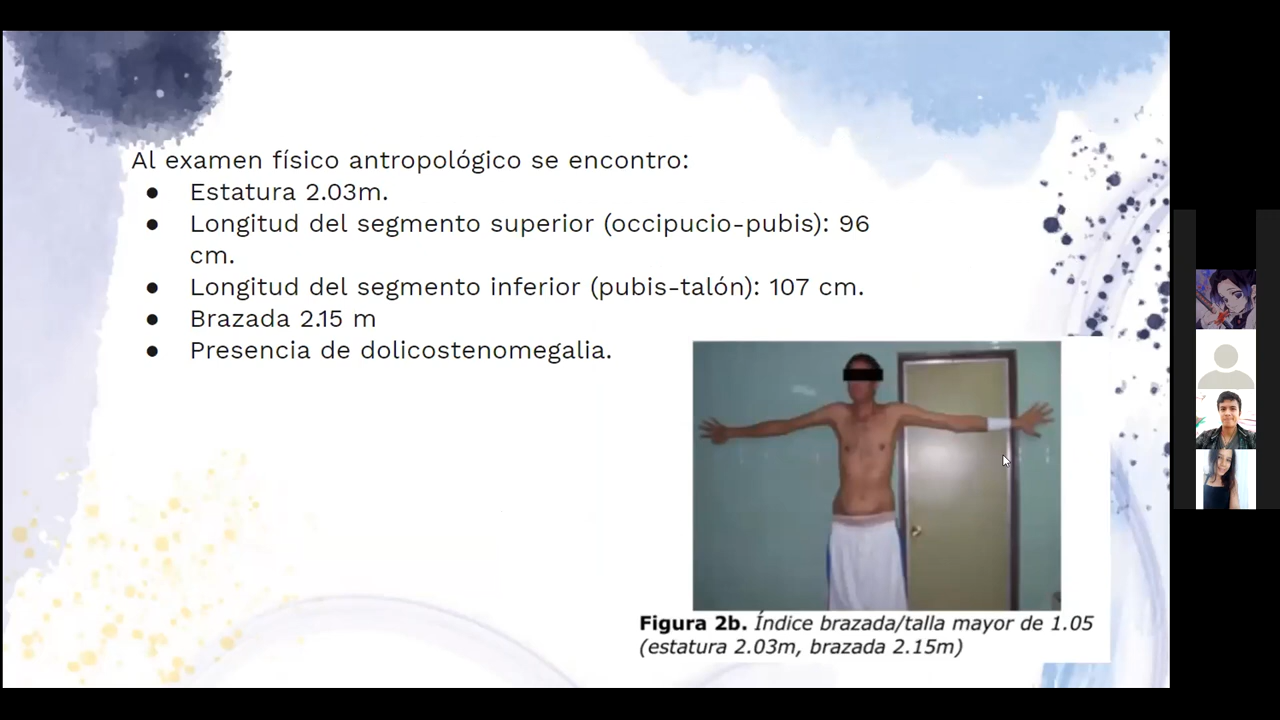 Al examen físico antropológico se encontro:
● Estatura 2.03m.
● Longitud del segmento superior (occipucio-pubis): 96
cm.
● Longitud del segmento inferior (pubis-talón): 107 cm.
● Brazada 2.15 m
● Presencia de dolicostenomegalia.
Figura 2b. Índice brazada/talla mayor de 1.05
(estatura 2.03m, brazada 2.15m)